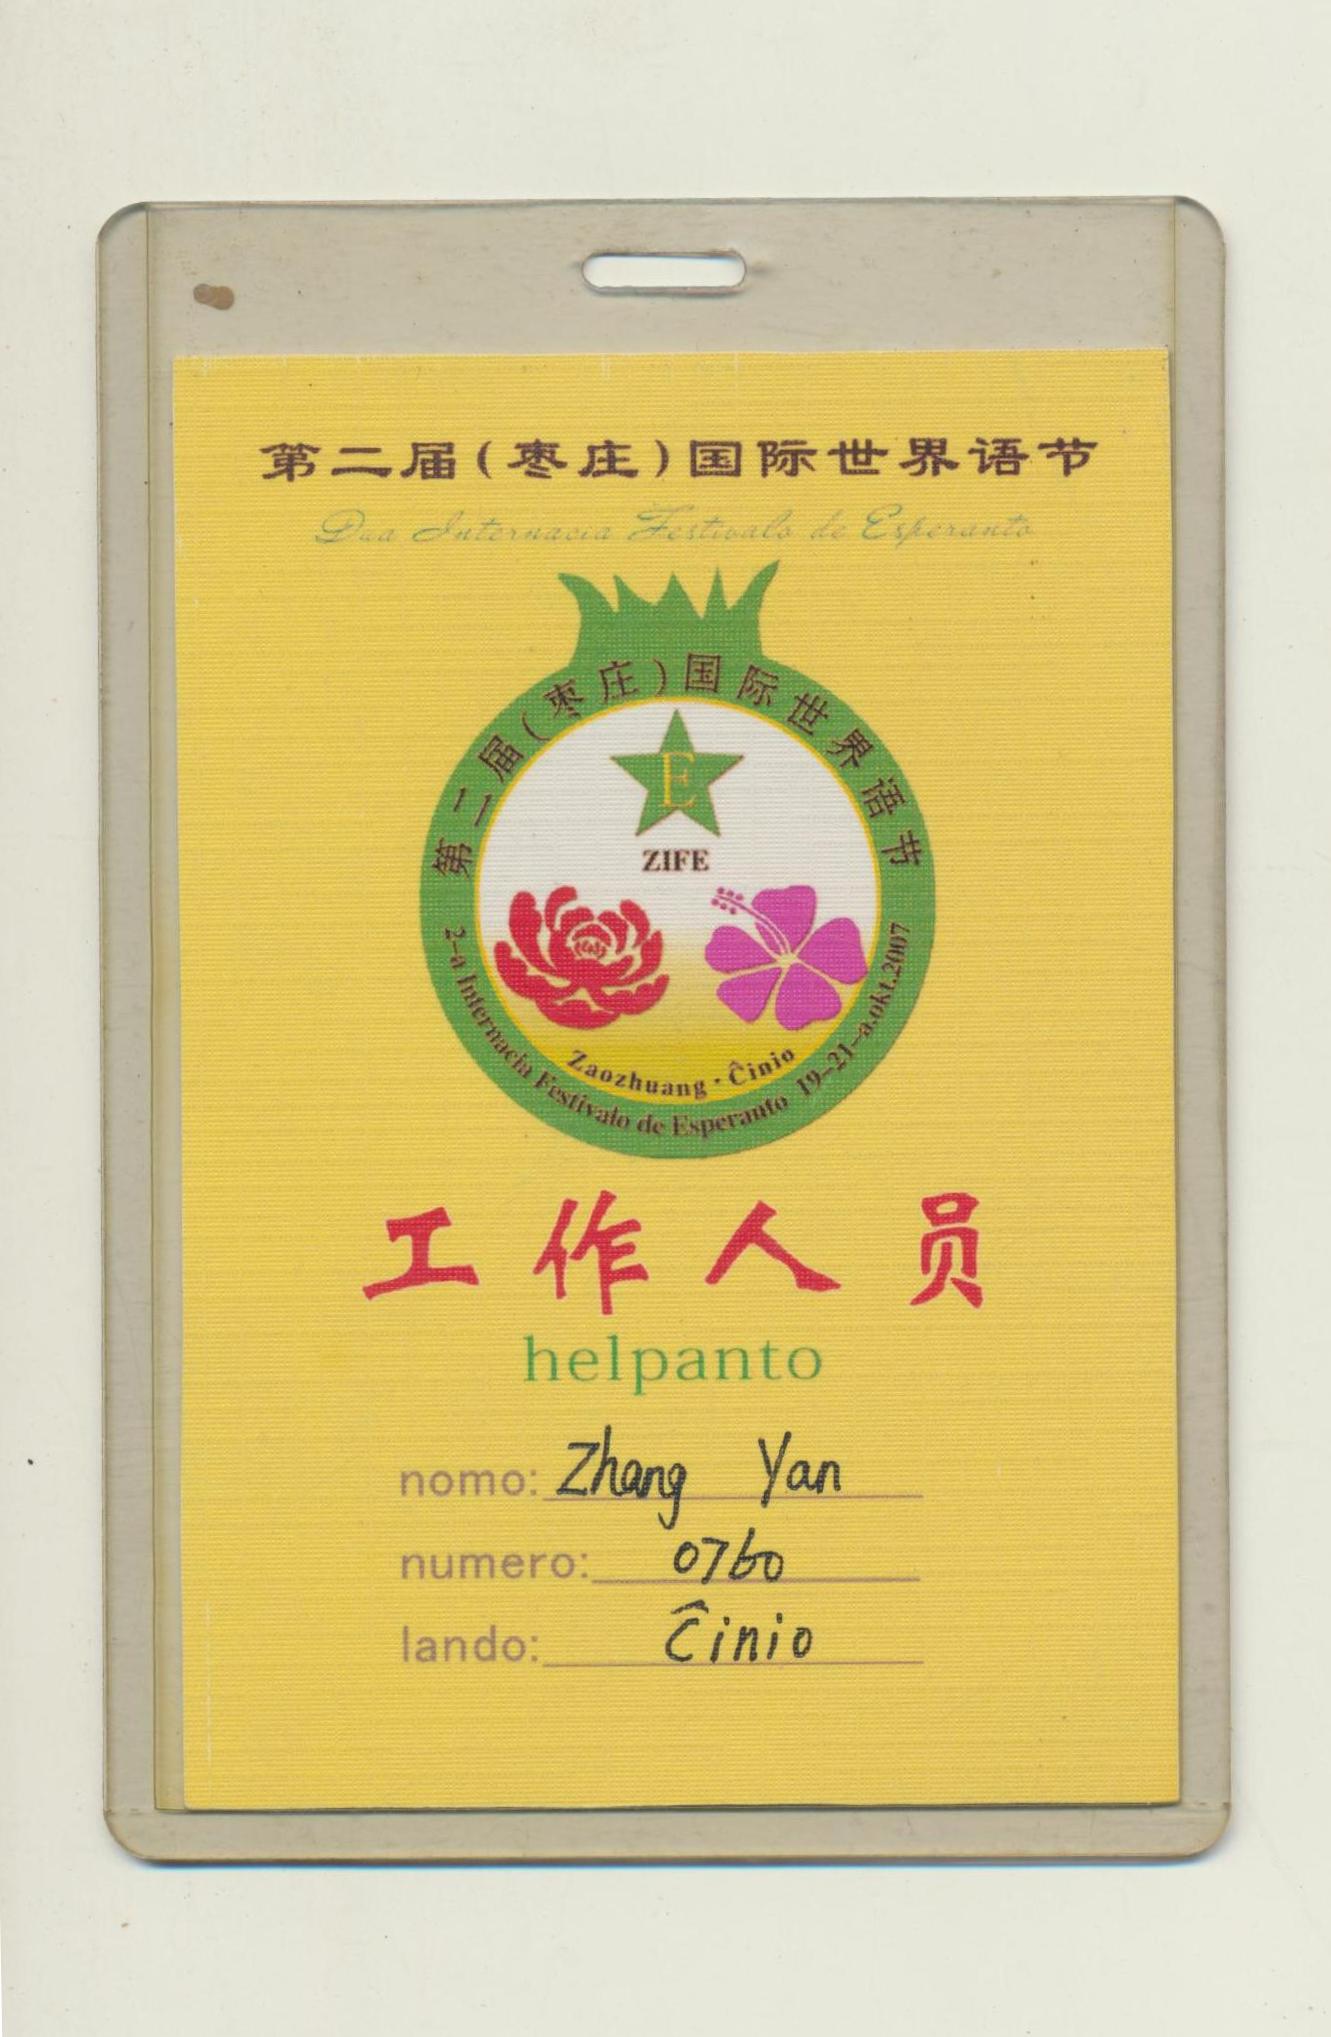 第二届(枣庄)国际世界语节
Dua Internacia Festivalo de Esperanto
第二届(枣庄)国际世界语节
E
ZIFE
Zaozhuang·Ĉinio
2-a Internacia Festivalo de Esperanto 19-21-a.okt.2007
工作人员
helpanto
nomo: Zhang Yan
numero: 0760
lando: Ĉinio